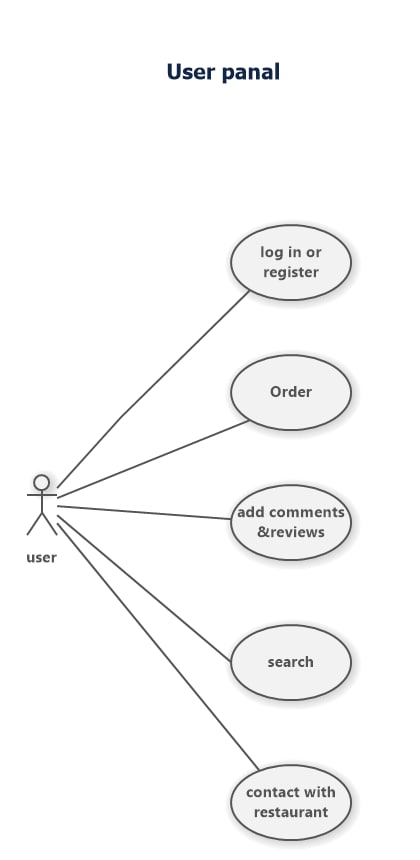 User panal
log in or
register
Order
add comments
&reviews
user
search
contact with
restaurant